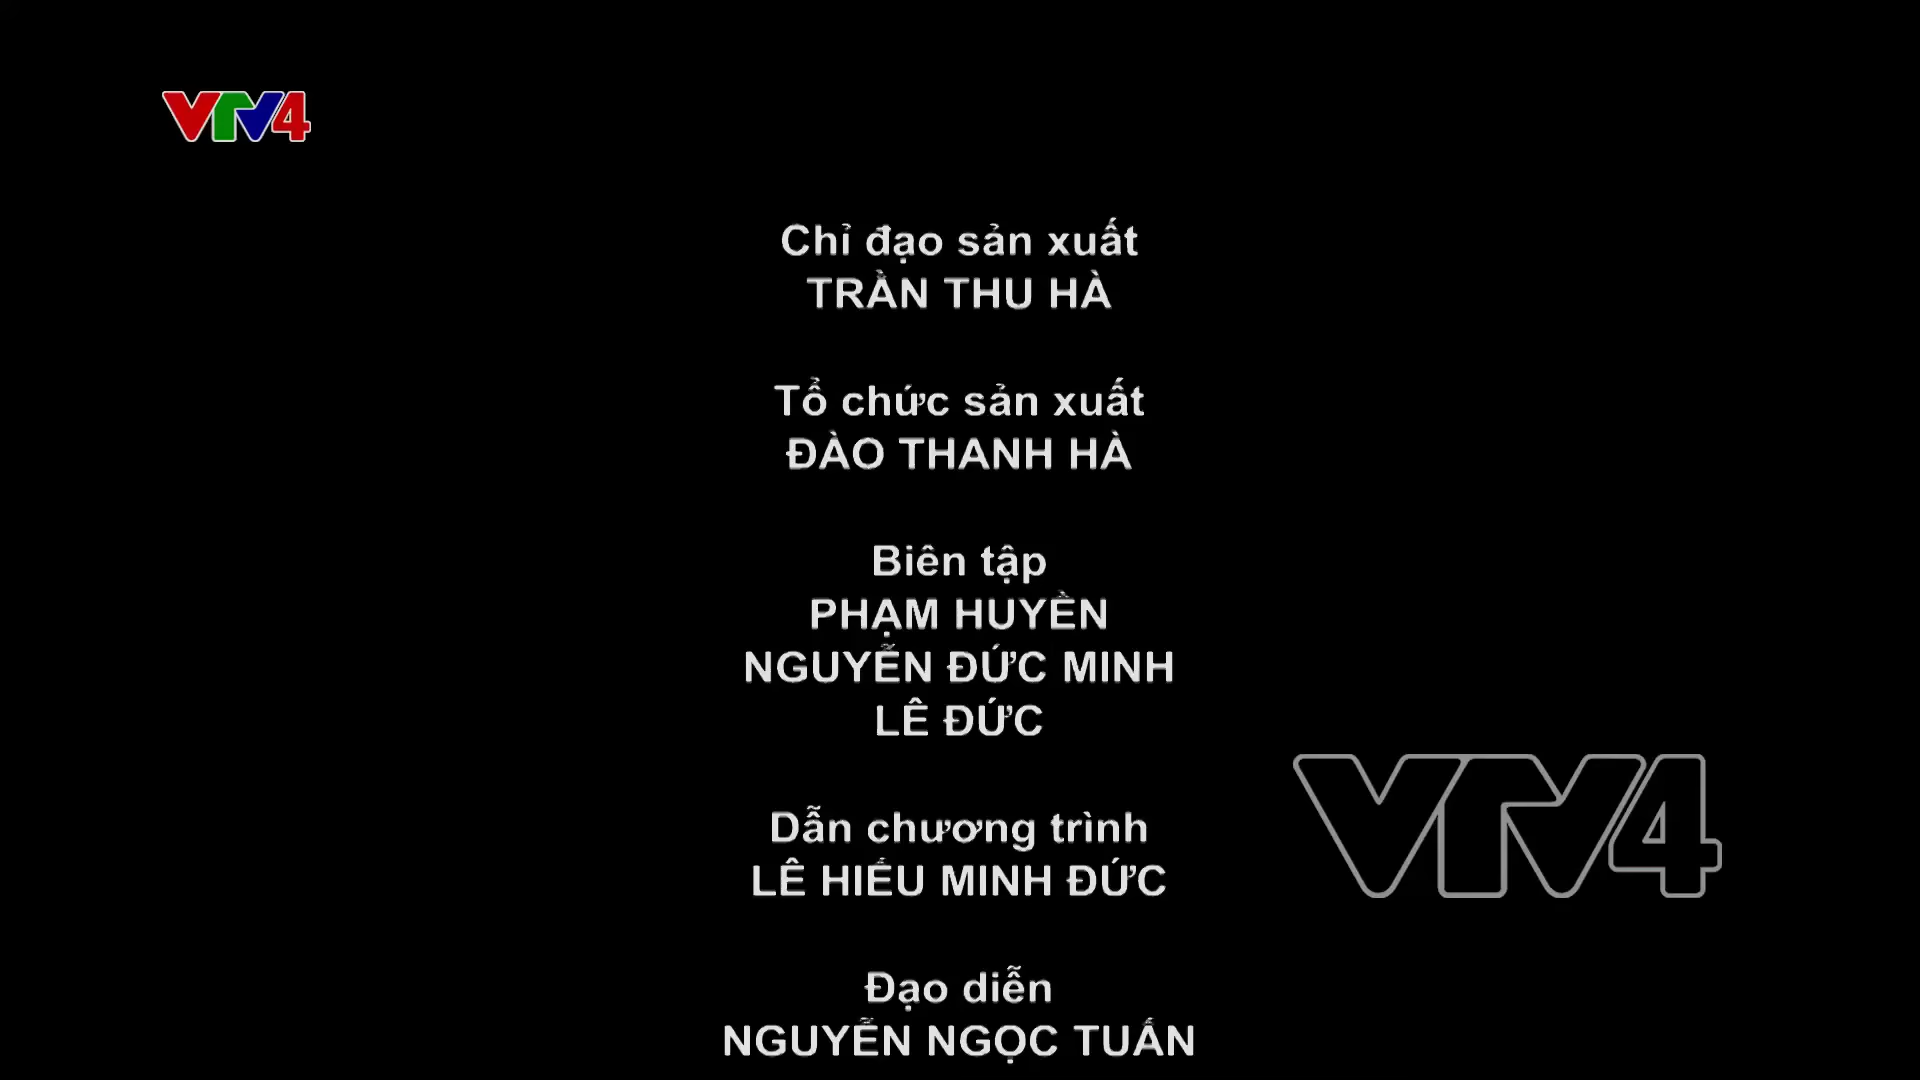 VTV4
Chỉ đạo sản xuất
TRẦN THU HÀ
Tổ chức sản xuất
ĐÀO THANH HÀ
Biên tập
PHẠM HUYỀN
NGUYỄN ĐỨC MINH
LÊ ĐỨC
Dẫn chương trình
LÊ HIẾU MINH ĐỨC
VTV4
Đạo diễn
NGUYỄN NGỌC TUẤN